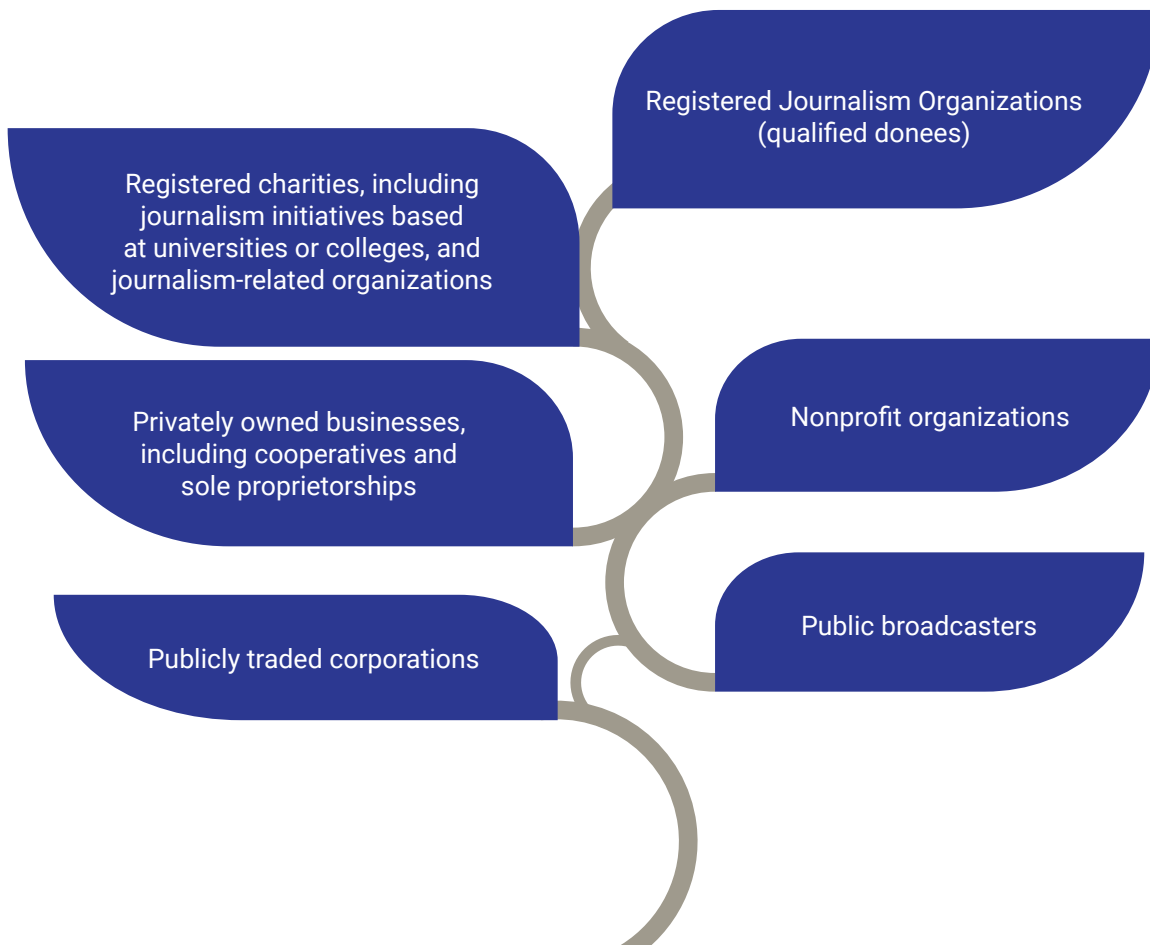 Registered Journalism Organizations
(qualified donees)
Registered charities, including
journalism initiatives based
at universities or colleges, and
journalism-related organizations
Nonprofit organizations
Privately owned businesses,
including cooperatives and
sole proprietorships
Public broadcasters
Publicly traded corporations